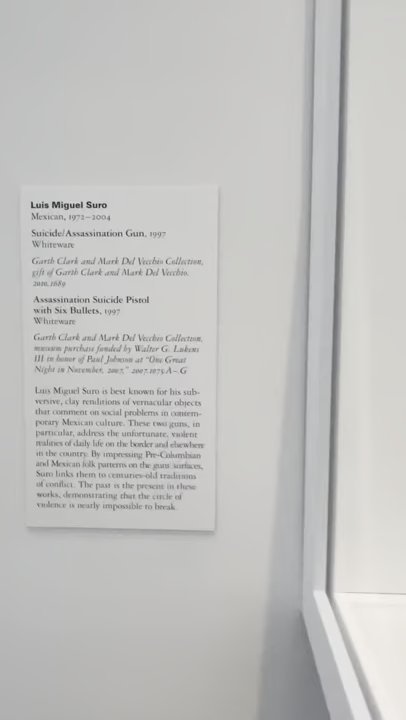 Luis Miguel Suro
Mexican, 1972–2004
Suicide/Assassination Gun, 1997
Whiteware
Garth Clark and Mark Del Vecchio Collection,
gift of Garth Clark and Mark Del Vecchio.
2010.1689
Assassination Suicide Pistol
with Six Bullets, 1997
Whiteware
Garth Clark and Mark Del Vecchio Collection,
museum purchase funded by Walter G. Lukens
III in honor of Paul Johnson at "One Great
Night in November, 2007." 2007.1075.A–.G
Luis Miguel Suro is best known for his sub-
versive, clay renditions of vernacular objects
that comment on social problems in contem-
porary Mexican culture. These two guns, in
particular, address the unfortunate, violent
realities of daily life on the border and elsewhere
in the country. By impressing Pre-Columbian
and Mexican folk patterns on the guns' surfaces,
Suro links them to centuries-old traditions
of conflict. The past is the present in these
works, demonstrating that the circle of
violence is nearly impossible to break.